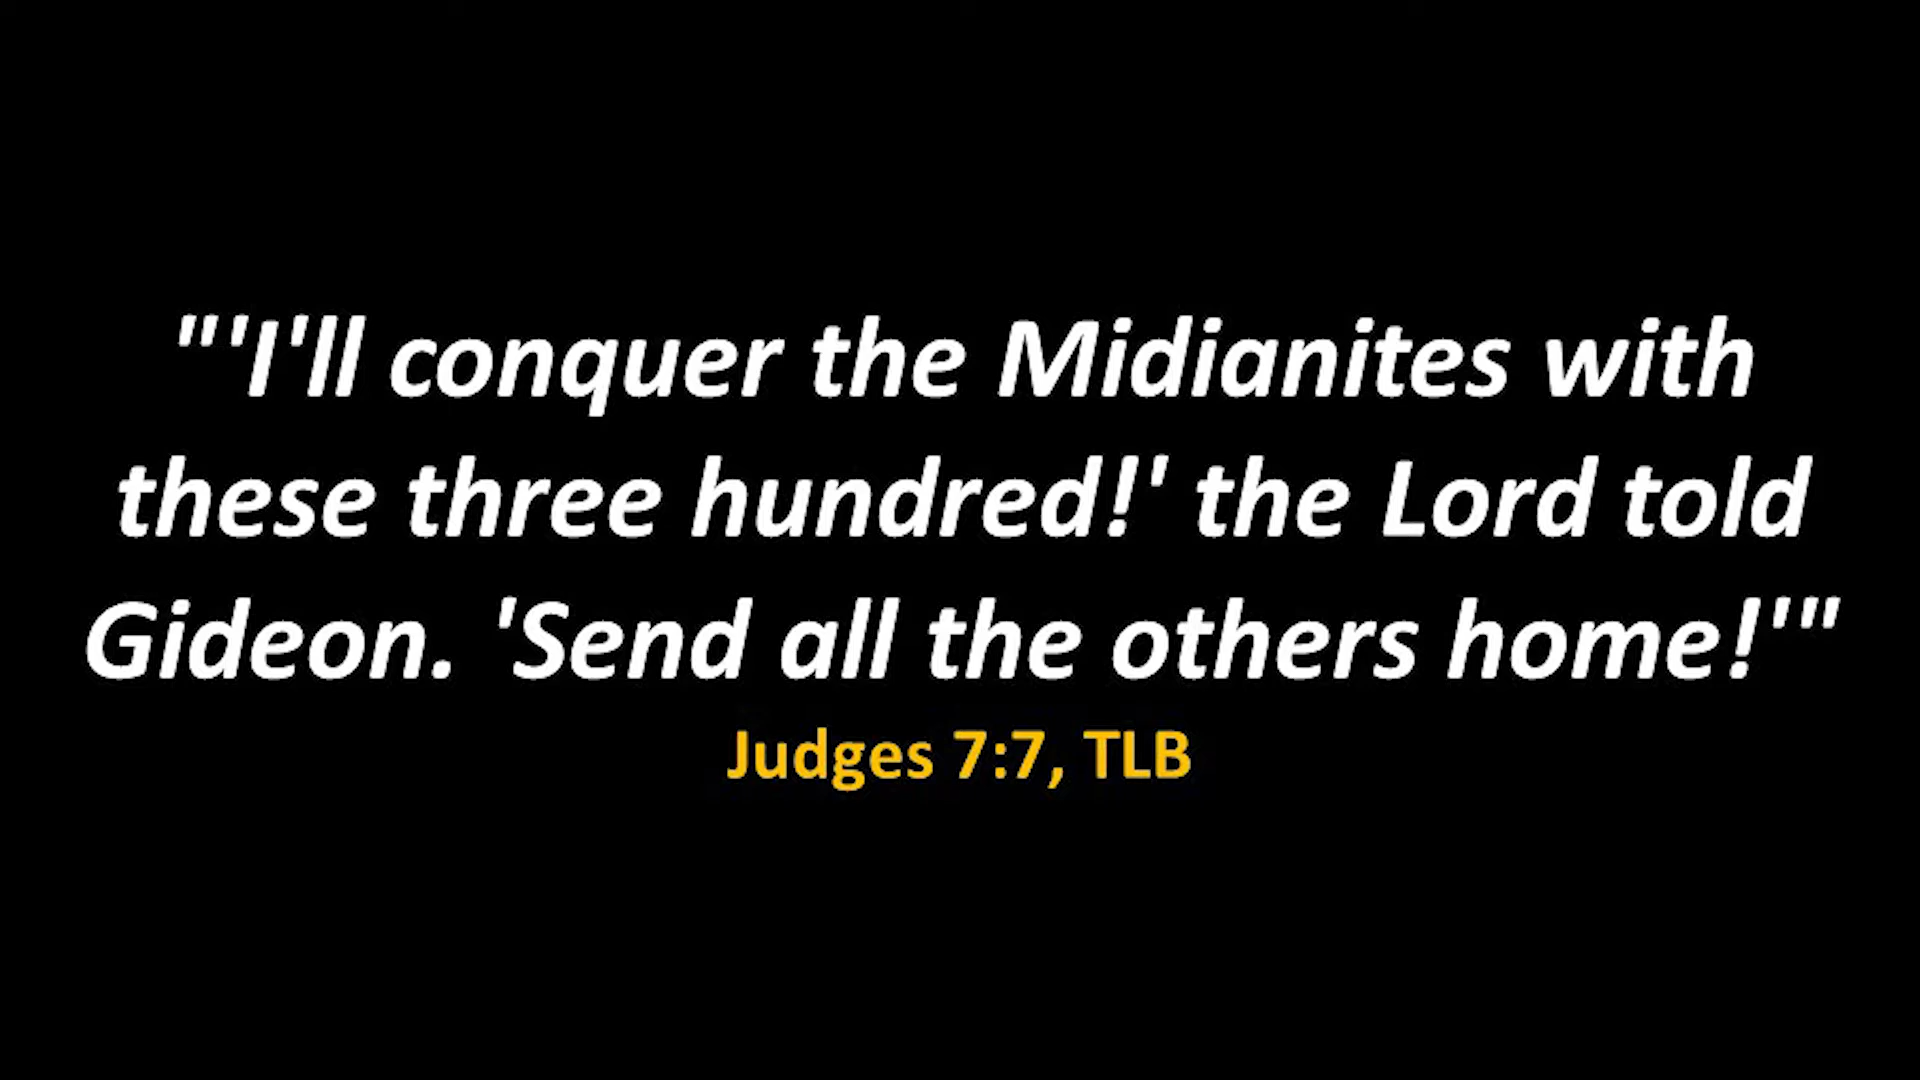 "'I'll conquer the Midianites with
these three hundred!' the Lord told
Gideon. 'Send all the others home!'"
Judges 7:7, TLB